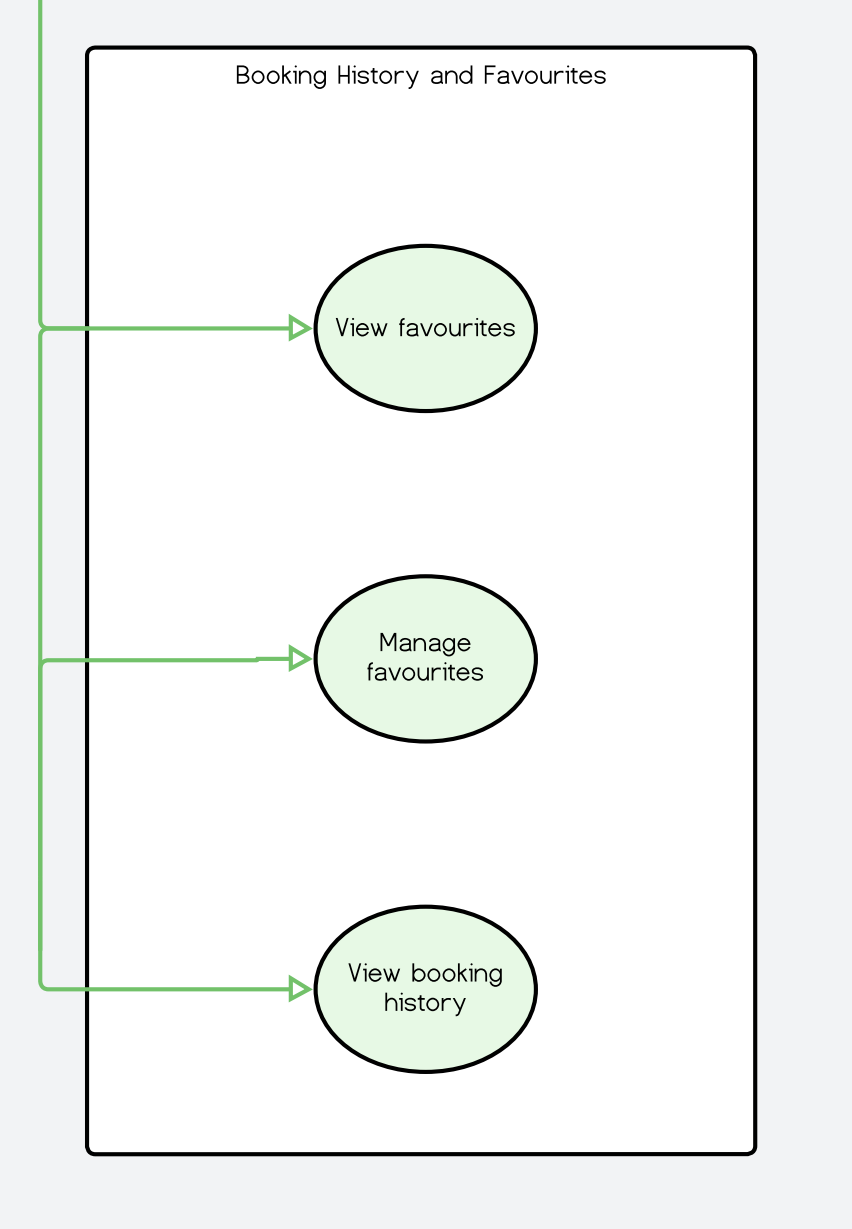 Booking History and Favourites
View favourites
Manage
favourites
View booking
history